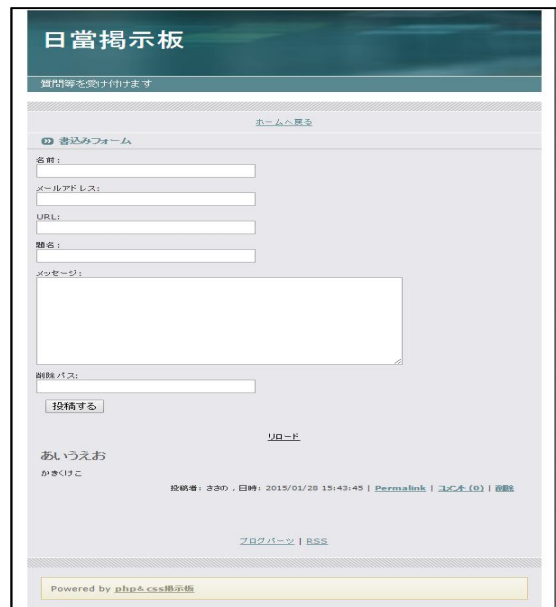 日當掲示板
質問等を受け付けます
ホームへ戻る
書込みフォーム
名前:
メールアドレス:
URL:
題名:
メッセージ:
削除パス:
投稿する
リロード
あいうえお
かきくけこ
投稿者: ささの , 日時: 2015/01/28 15:43:45 | Permalink | コメント (0) | 削除
ブログパーツ | RSS
Powered by php&css掲示板